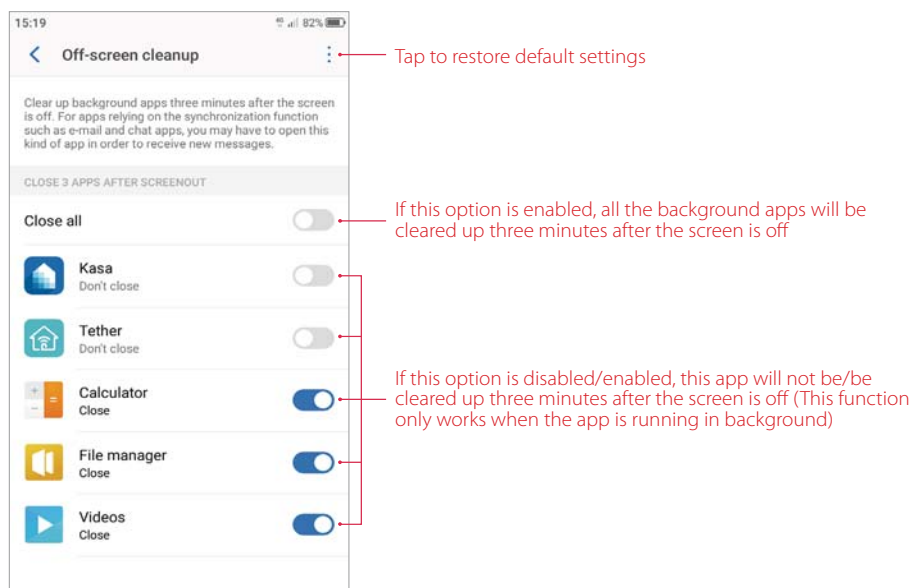 15:19
4G 82%
Off-screen cleanup
Tap to restore default settings
Clear up background apps three minutes after the screen
is off. For apps relying on the synchronization function
such as e-mail and chat apps, you may have to open this
kind of app in order to receive new messages.
CLOSE 3 APPS AFTER SCREENOUT
Close all
If this option is enabled, all the background apps will be
cleared up three minutes after the screen is off
Kasa
Don't close
Tether
Don't close
Calculator
Close
If this option is disabled/enabled, this app will not be/be
cleared up three minutes after the screen is off (This function
only works when the app is running in background)
File manager
Close
Videos
Close